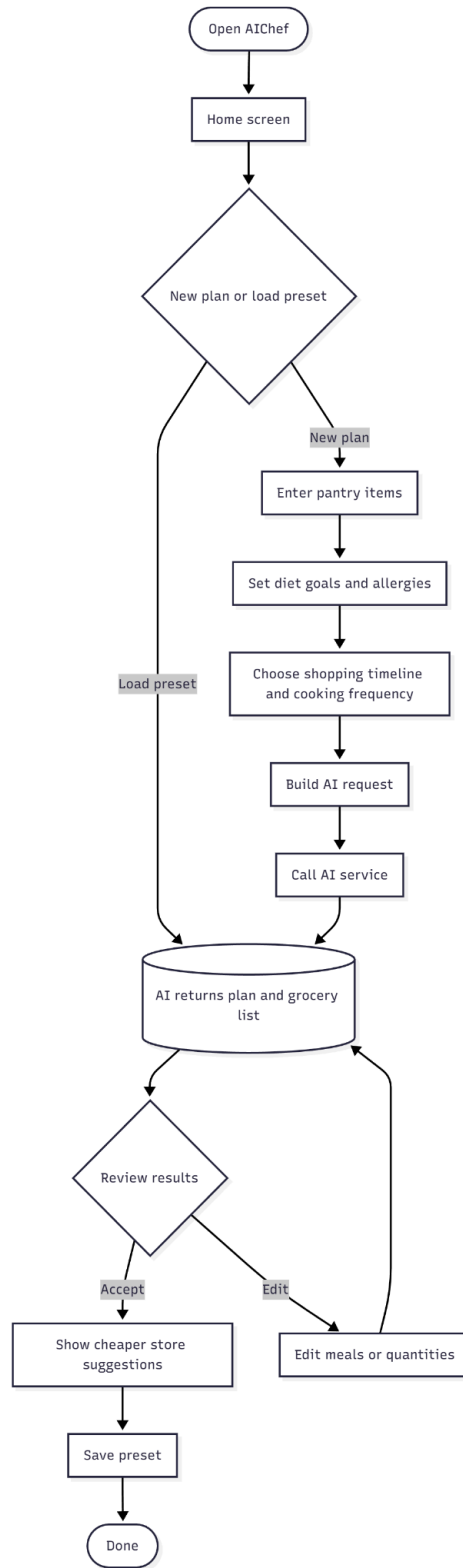 Open AIChef
Home screen
New plan or load preset
New plan
Enter pantry items
Set diet goals and allergies
Choose shopping timeline
and cooking frequency
Load preset
Build AI request
Call AI service
AI returns plan and grocery
list
Review results
Accept
Edit
Show cheaper store
suggestions
Edit meals or quantities
Save preset
Done